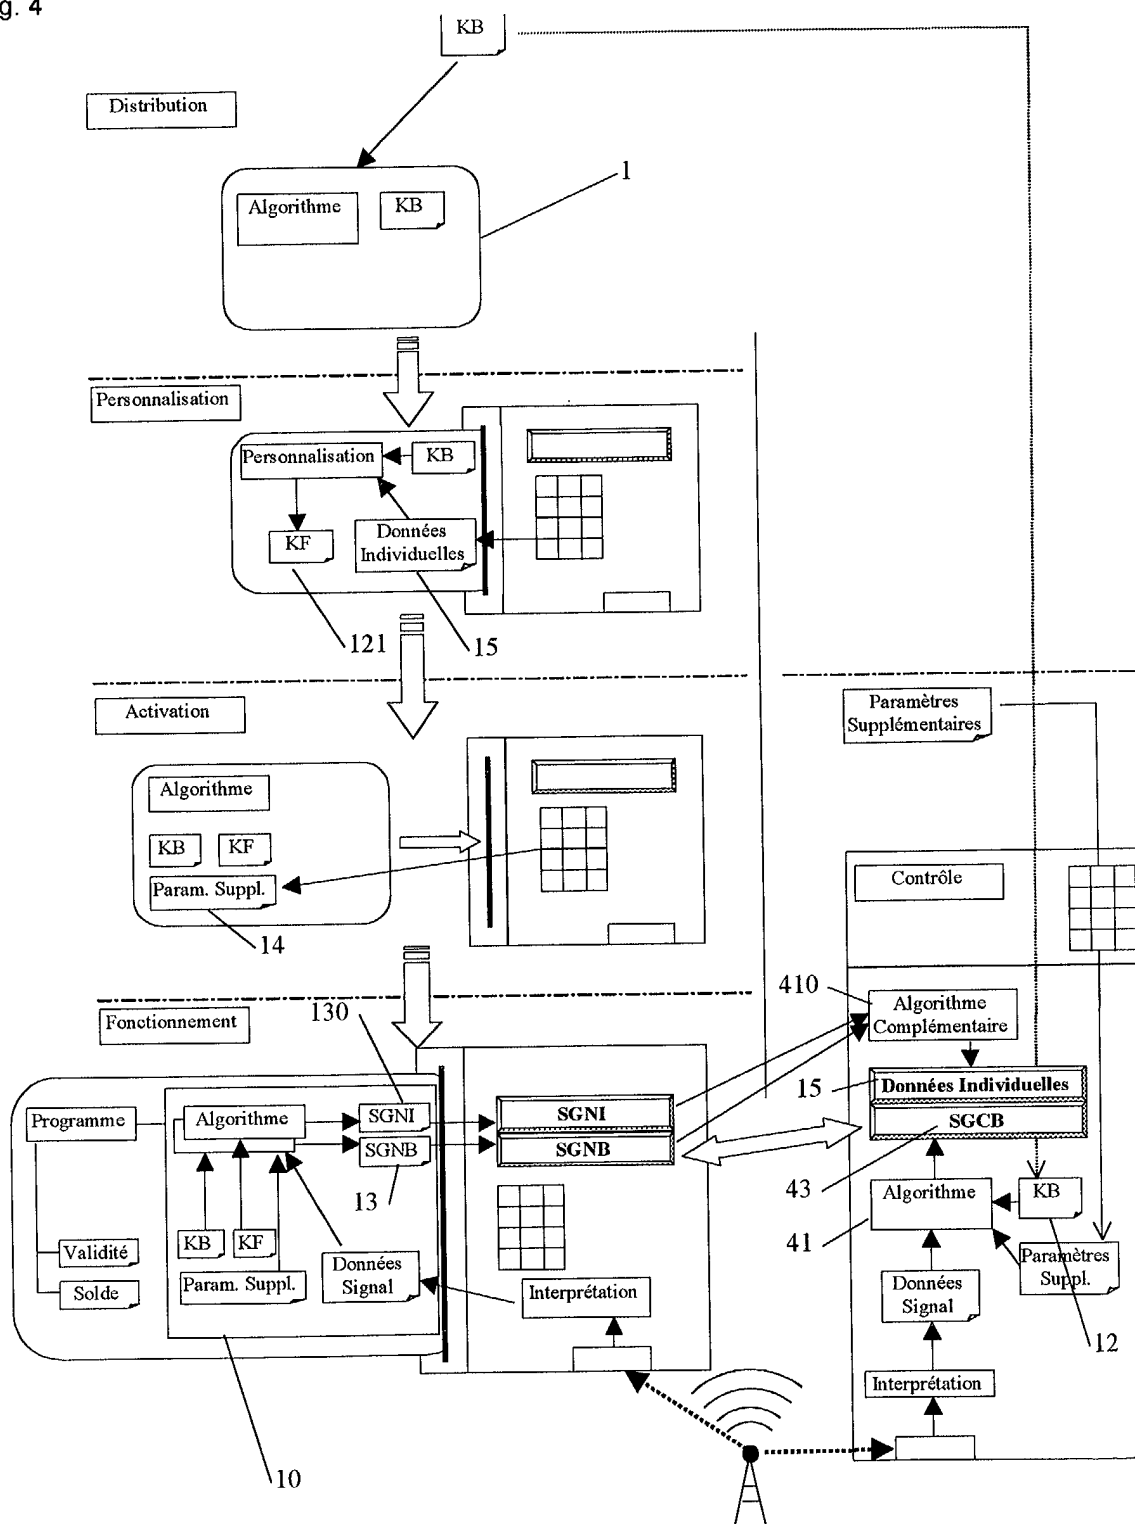 g. 4
KB
Distribution
1
Algorithme
KB
Personnalisation
Personnalisation
KB
KF
Données
Individuelles
121
15
Activation
Paramètres
Supplémentaires
Algorithme
KB
KF
Param. Suppl.
14
Contrôle
410
Algorithme
Complémentaire
Fonctionnement
130
15
Données Individuelles
SGCB
Programme
Algorithme
SGNI
SGNB
SGNI
SGNB
13
43
41
Algorithme
KB
KB
KF
Param. Suppl.
Données
Signal
Validité
Solde
Interprétation
Paramètres
Suppl.
Données
Signal
12
Interprétation
10